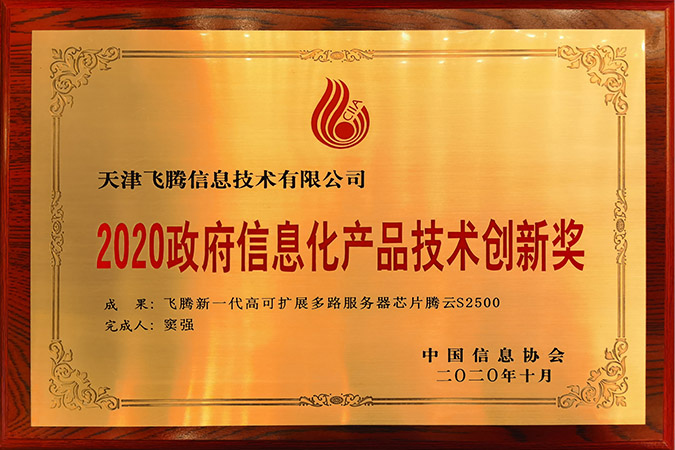 CIIA
天津飞腾信息技术有限公司
2020政府信息化产品技术创新奖
成 果：飞腾新一代高可扩展多路服务器芯片腾云S2500
完成人：窦强
中国信息协会
二〇二〇年十月